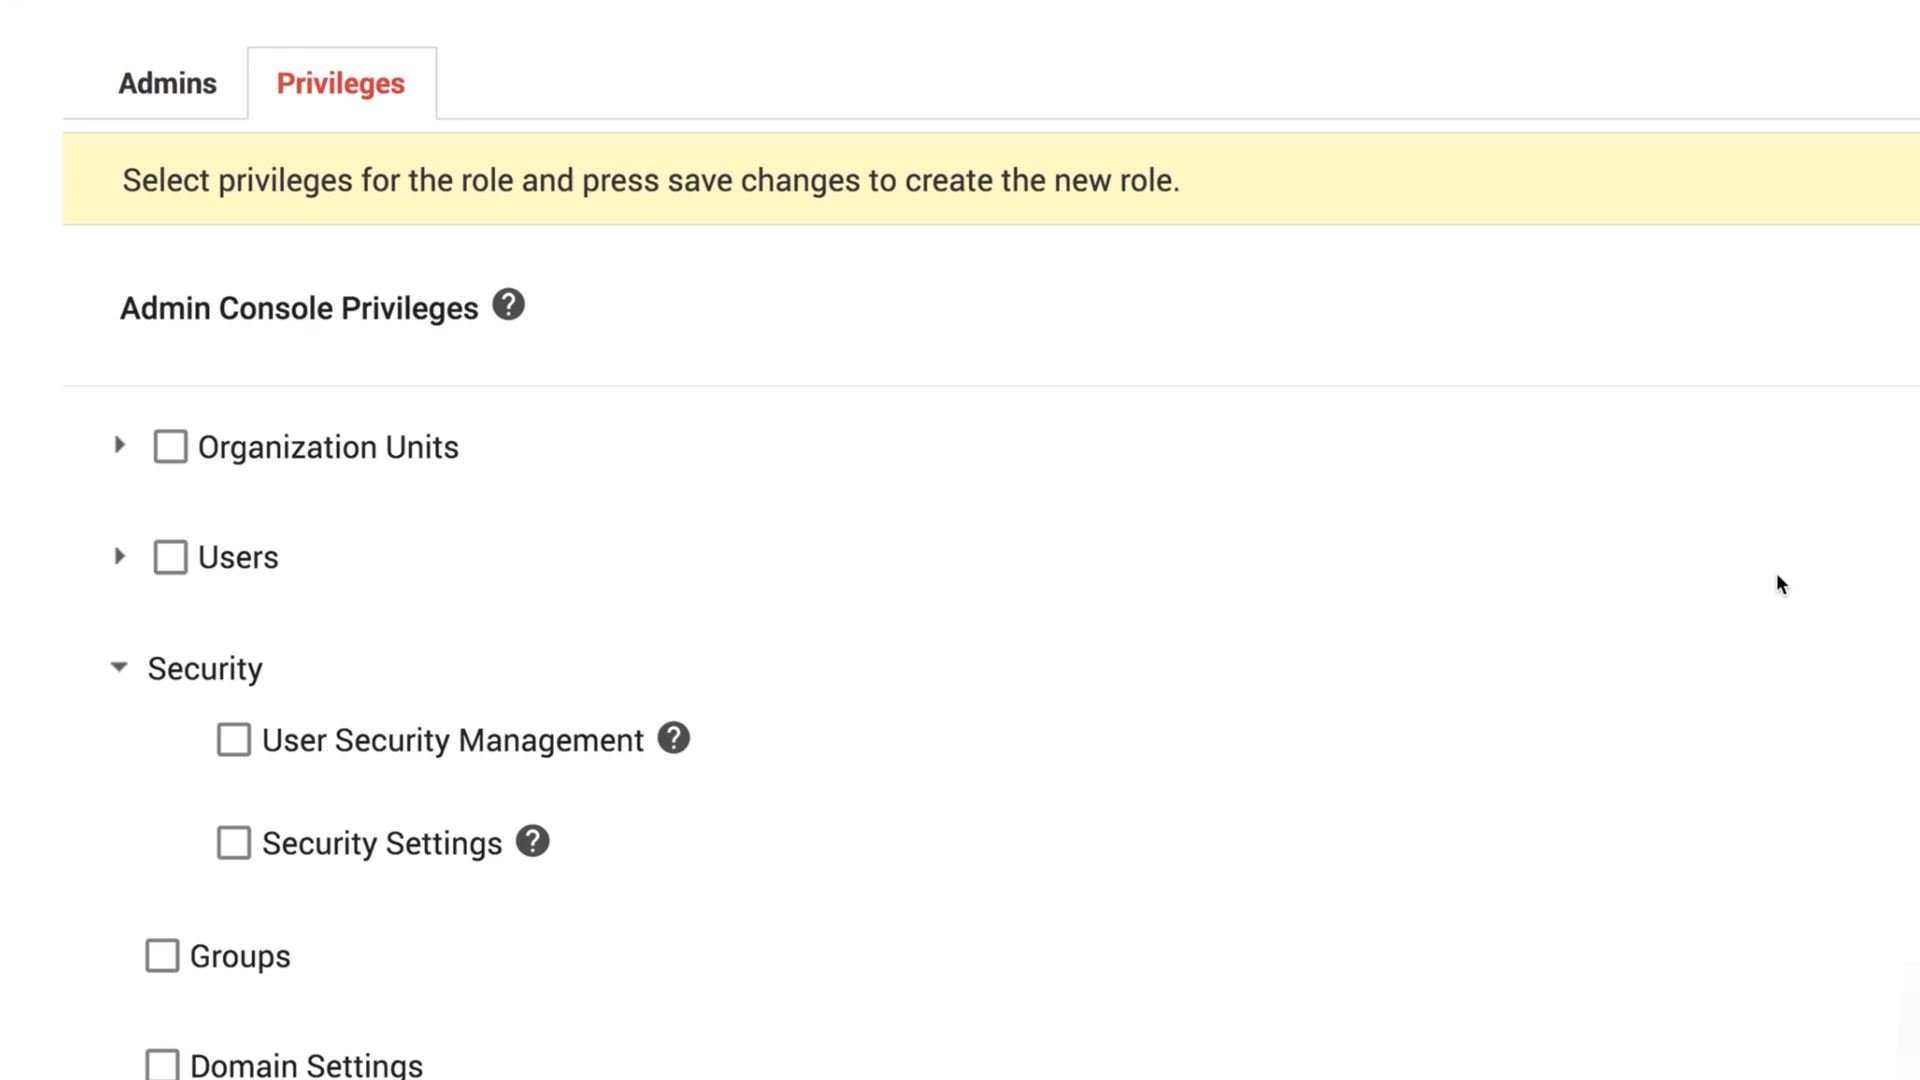 Admins Privileges
Select privileges for the role and press save changes to create the new role.
Admin Console Privileges ?
Organization Units
Users
Security
User Security Management ?
Security Settings ?
Groups
Domain Settings